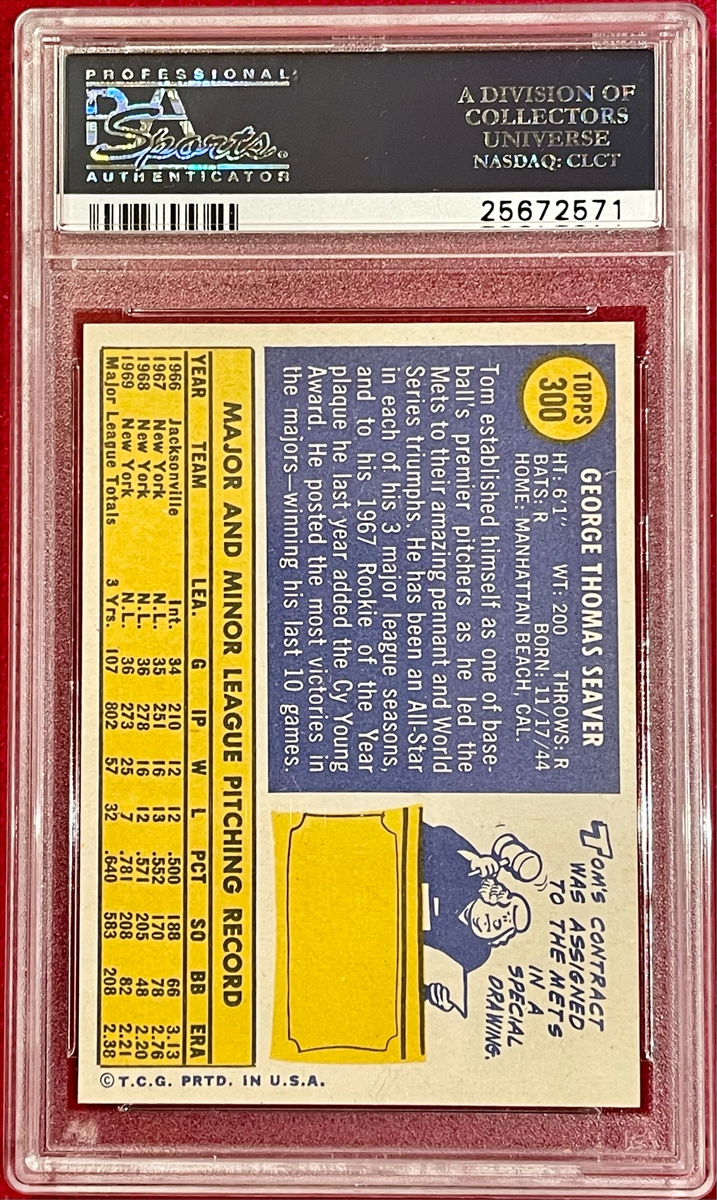 PROFESSIONAL
PSA
Sports
AUTHENTICATOR
A DIVISION OF
COLLECTORS
UNIVERSE
NASDAQ: CLCT
25672571
TOPPS
300
GEORGE THOMAS SEAVER
HT: 6'1" WT: 200 THROWS: R
BATS: R BORN: 11/17/44
HOME: MANHATTAN BEACH, CAL.
Tom established himself as one of base-
ball's premier pitchers as he led the
Mets to their amazing pennant and World
Series triumphs. He has been an All-Star
in each of his 3 major league seasons,
and to his 1967 Rookie of the Year
plaque he last year added the Cy Young
Award. He posted the most victories in
the majors—winning his last 10 games.
TOM'S CONTRACT
WAS ASSIGNED
TO THE METS
IN A
SPECIAL
DRAWING.
MAJOR AND MINOR LEAGUE PITCHING RECORD
YEAR TEAM LEA. G IP W L PCT SO BB ERA
1966 Jacksonville Int. 34 210 12 12 .500 188 66 3.13
1967 New York N.L. 35 251 16 13 .552 170 78 2.76
1968 New York N.L. 36 278 16 12 .571 205 48 2.20
1969 New York N.L. 36 273 25 7 .781 208 82 2.21
Major League Totals 3 Yrs. 107 802 57 32 .640 583 208 2.38
© T.C.G. PRTD. IN U.S.A.